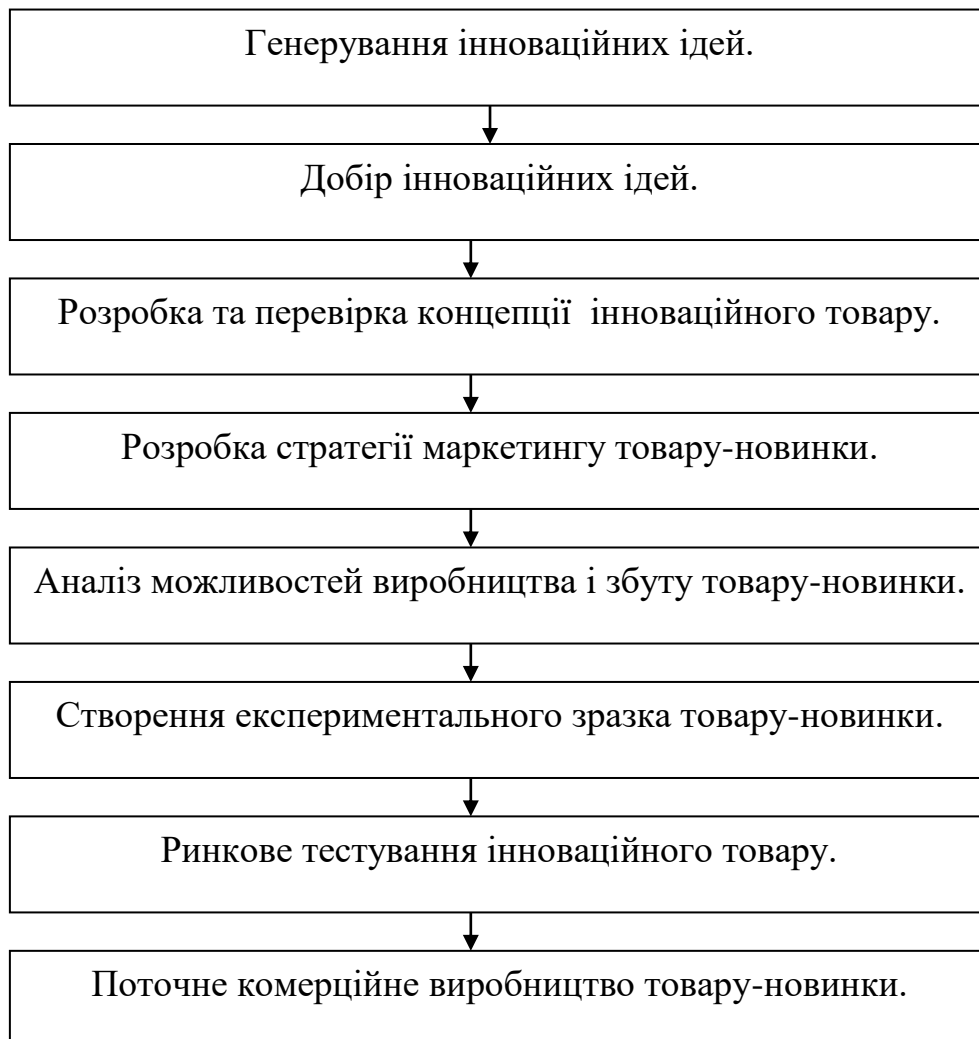 Генерування інноваційних ідей.
Добір інноваційних ідей.
Розробка та перевірка концепції  інноваційного товару.
Розробка стратегії маркетингу товару-новинки.
Аналіз можливостей виробництва і збуту товару-новинки.
Створення експериментального зразка товару-новинки.
Ринкове тестування інноваційного товару.
Поточне комерційне виробництво товару-новинки.